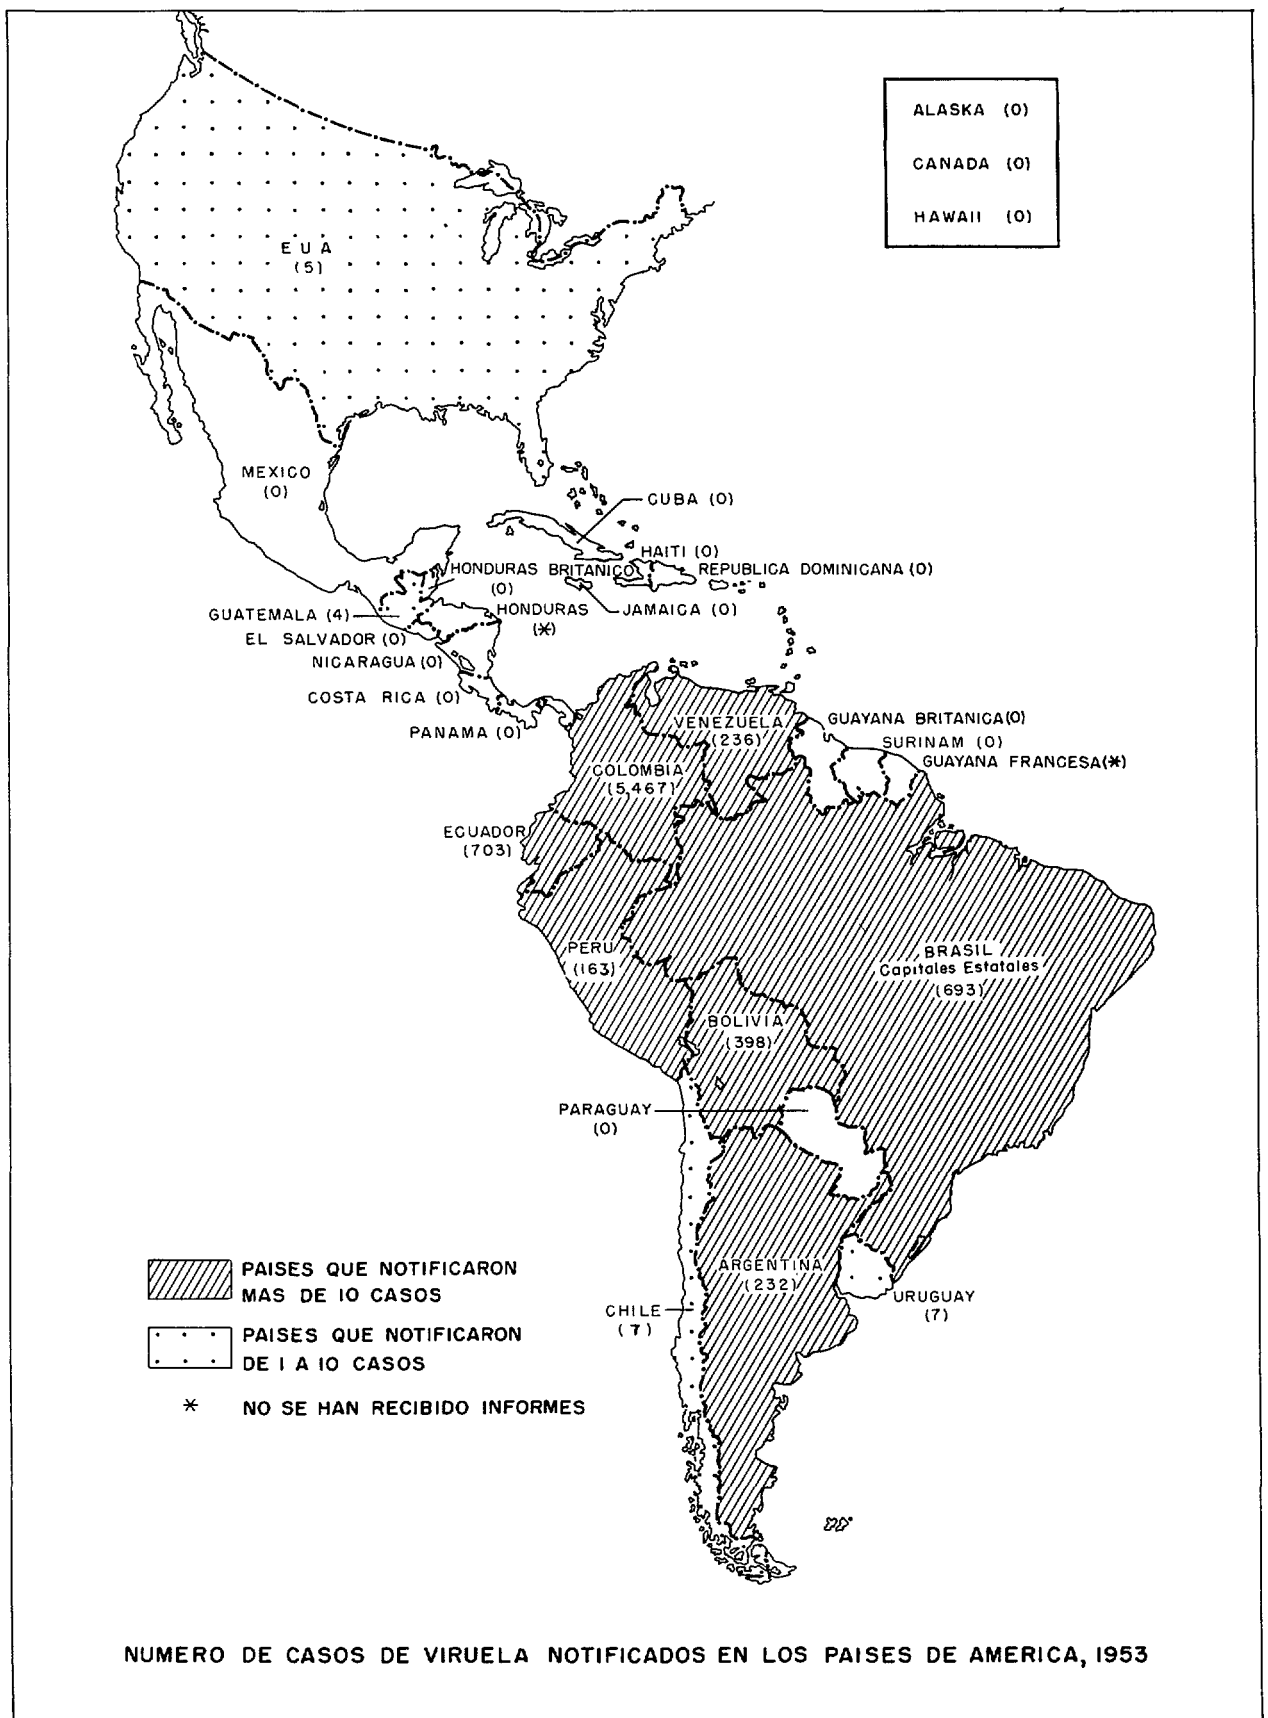 ALASKA (0)
CANADA (0)
HAWAII (0)
E U A
(5)
MEXICO
(0)
CUBA (0)
HAITI (0)
HONDURAS BRITANICO
(0)
REPUBLICA DOMINICANA (0)
GUATEMALA (4)
HONDURAS
(*)
JAMAICA (0)
EL SALVADOR (0)
NICARAGUA (0)
COSTA RICA (0)
PANAMA (0)
VENEZUELA
(236)
GUAYANA BRITANICA (0)
SURINAM (0)
GUAYANA FRANCESA (*)
COLOMBIA
(5,467)
ECUADOR
(703)
PERU
(163)
BRASIL
Capitales Estatales
(693)
BOLIVIA
(398)
PARAGUAY
(0)
ARGENTINA
(232)
URUGUAY
(7)
CHILE
(7)
PAISES QUE NOTIFICARON
MAS DE 10 CASOS
PAISES QUE NOTIFICARON
DE 1 A 10 CASOS
* NO SE HAN RECIBIDO INFORMES
NUMERO DE CASOS DE VIRUELA NOTIFICADOS EN LOS PAISES DE AMERICA, 1953